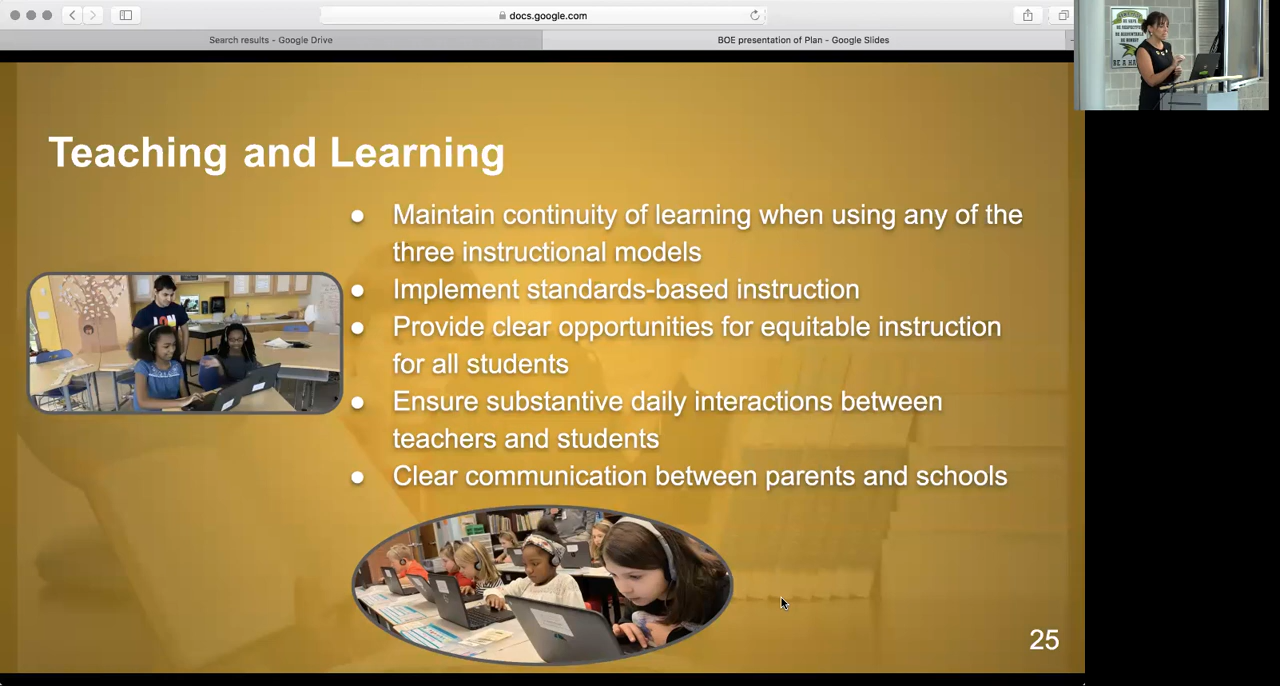 docs.google.com
Search results - Google Drive
BOE presentation of Plan - Google Slides
Teaching and Learning
● Maintain continuity of learning when using any of the
three instructional models
● Implement standards-based instruction
● Provide clear opportunities for equitable instruction
for all students
● Ensure substantive daily interactions between
teachers and students
● Clear communication between parents and schools
25